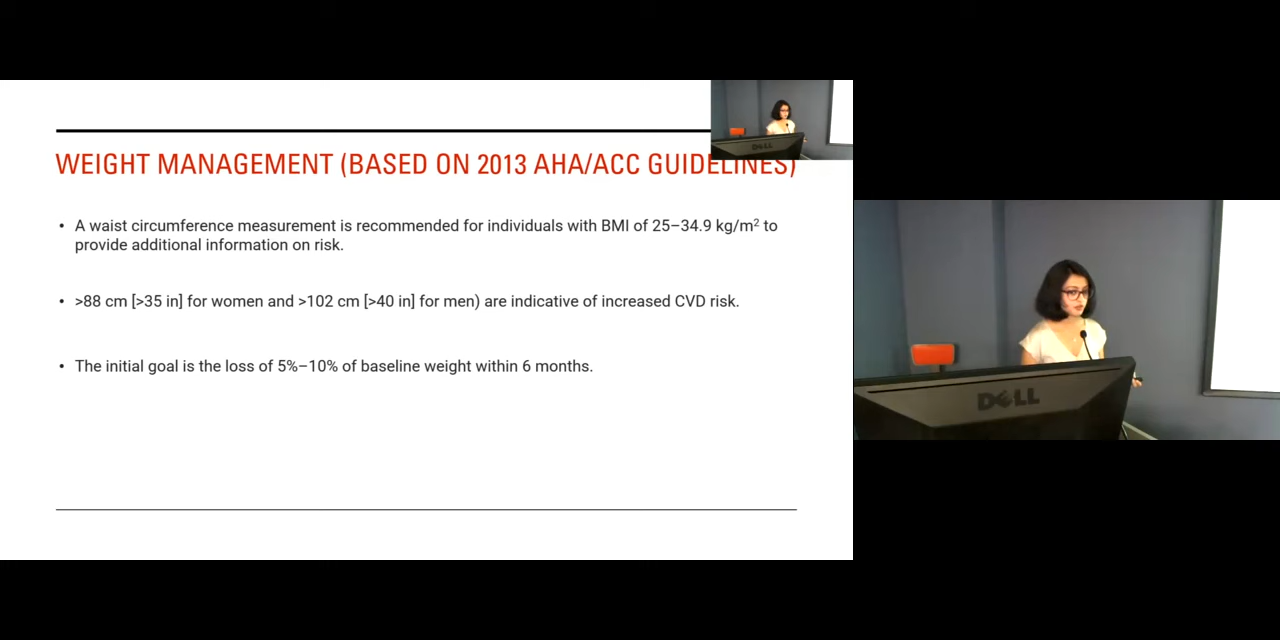 WEIGHT MANAGEMENT (BASED ON 2013 AHA/ACC GUIDELINES)
• A waist circumference measurement is recommended for individuals with BMI of 25–34.9 kg/m² to
provide additional information on risk.
• >88 cm [>35 in] for women and >102 cm [>40 in] for men) are indicative of increased CVD risk.
• The initial goal is the loss of 5%–10% of baseline weight within 6 months.
DELL
DELL